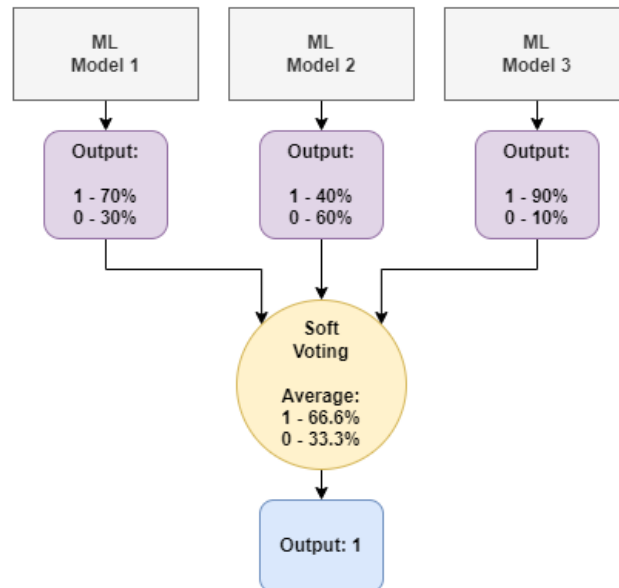 ML
Model 1
ML
Model 2
ML
Model 3
Output:
1 - 70%
0 - 30%
Output:
1 - 40%
0 - 60%
Output:
1 - 90%
0 - 10%
Soft
Voting
Average:
1 - 66.6%
0 - 33.3%
Output: 1